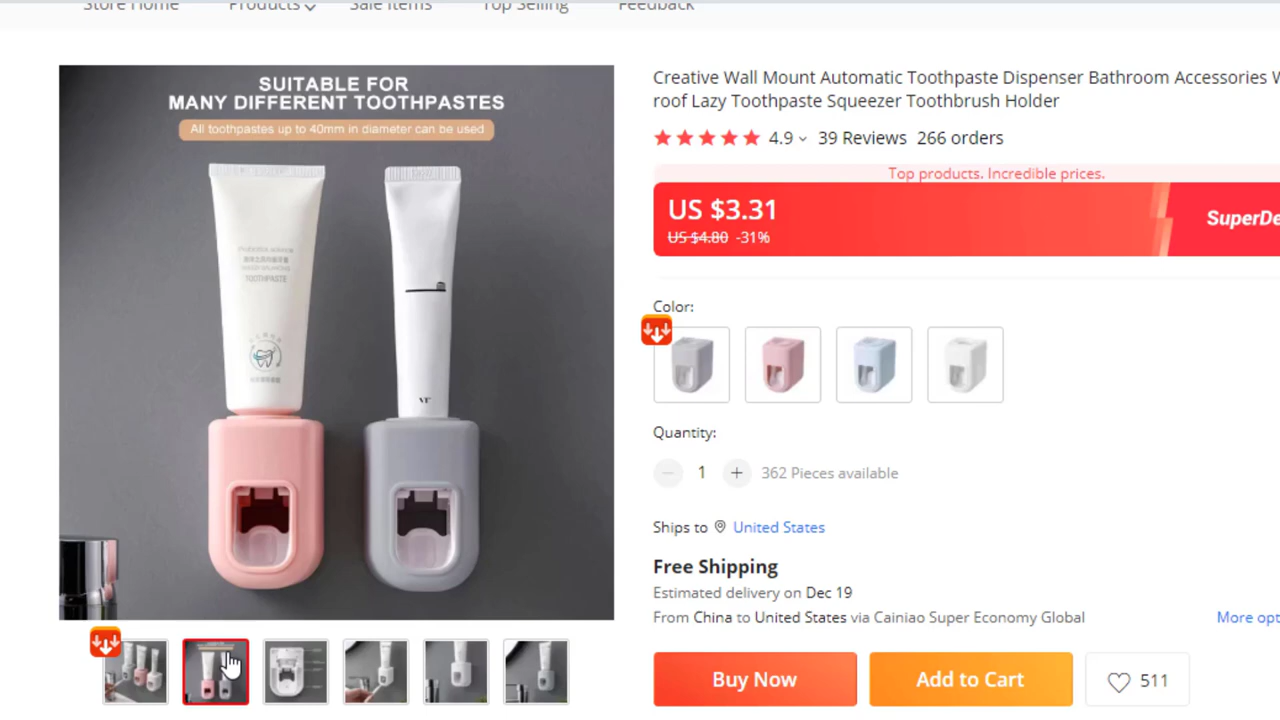 Store Home Products Sale Items Top Selling Feedback
SUITABLE FOR
MANY DIFFERENT TOOTHPASTES
All toothpastes up to 40mm in diameter can be used
TOOTHPASTE
VT
Creative Wall Mount Automatic Toothpaste Dispenser Bathroom Accessories W
roof Lazy Toothpaste Squeezer Toothbrush Holder
4.9 39 Reviews 266 orders
Top products. Incredible prices.
US $3.31
SuperDe
US $4.80 -31%
Color:
Quantity:
1 362 Pieces available
Ships to United States
Free Shipping
Estimated delivery on Dec 19
From China to United States via Cainiao Super Economy Global
More opt
Buy Now Add to Cart 511